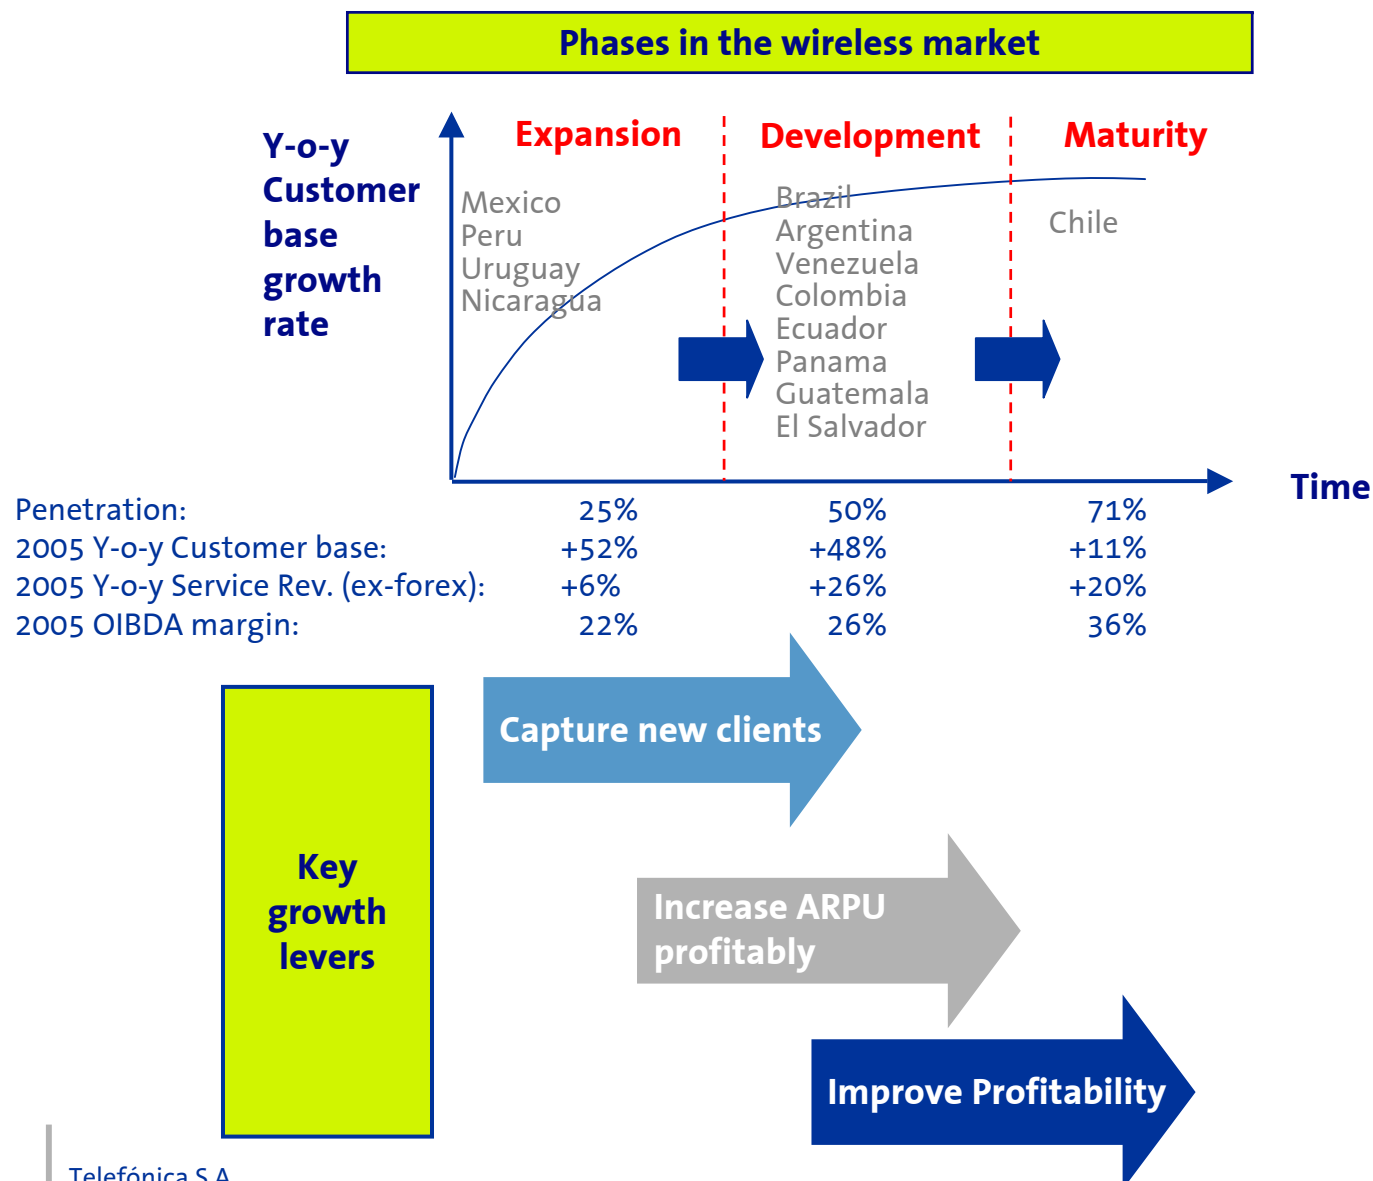 Phases in the wireless market
Y-o-y
Customer
base
growth
rate
Expansion
Development
Maturity
Mexico
Peru
Uruguay
Nicaragua
Brazil
Argentina
Venezuela
Colombia
Ecuador
Panama
Guatemala
El Salvador
Chile
Time
Penetration: 25% 50% 71%
2005 Y-o-y Customer base: +52% +48% +11%
2005 Y-o-y Service Rev. (ex-forex): +6% +26% +20%
2005 OIBDA margin: 22% 26% 36%
Key
growth
levers
Capture new clients
Increase ARPU
profitably
Improve Profitability
Telefónica S.A.